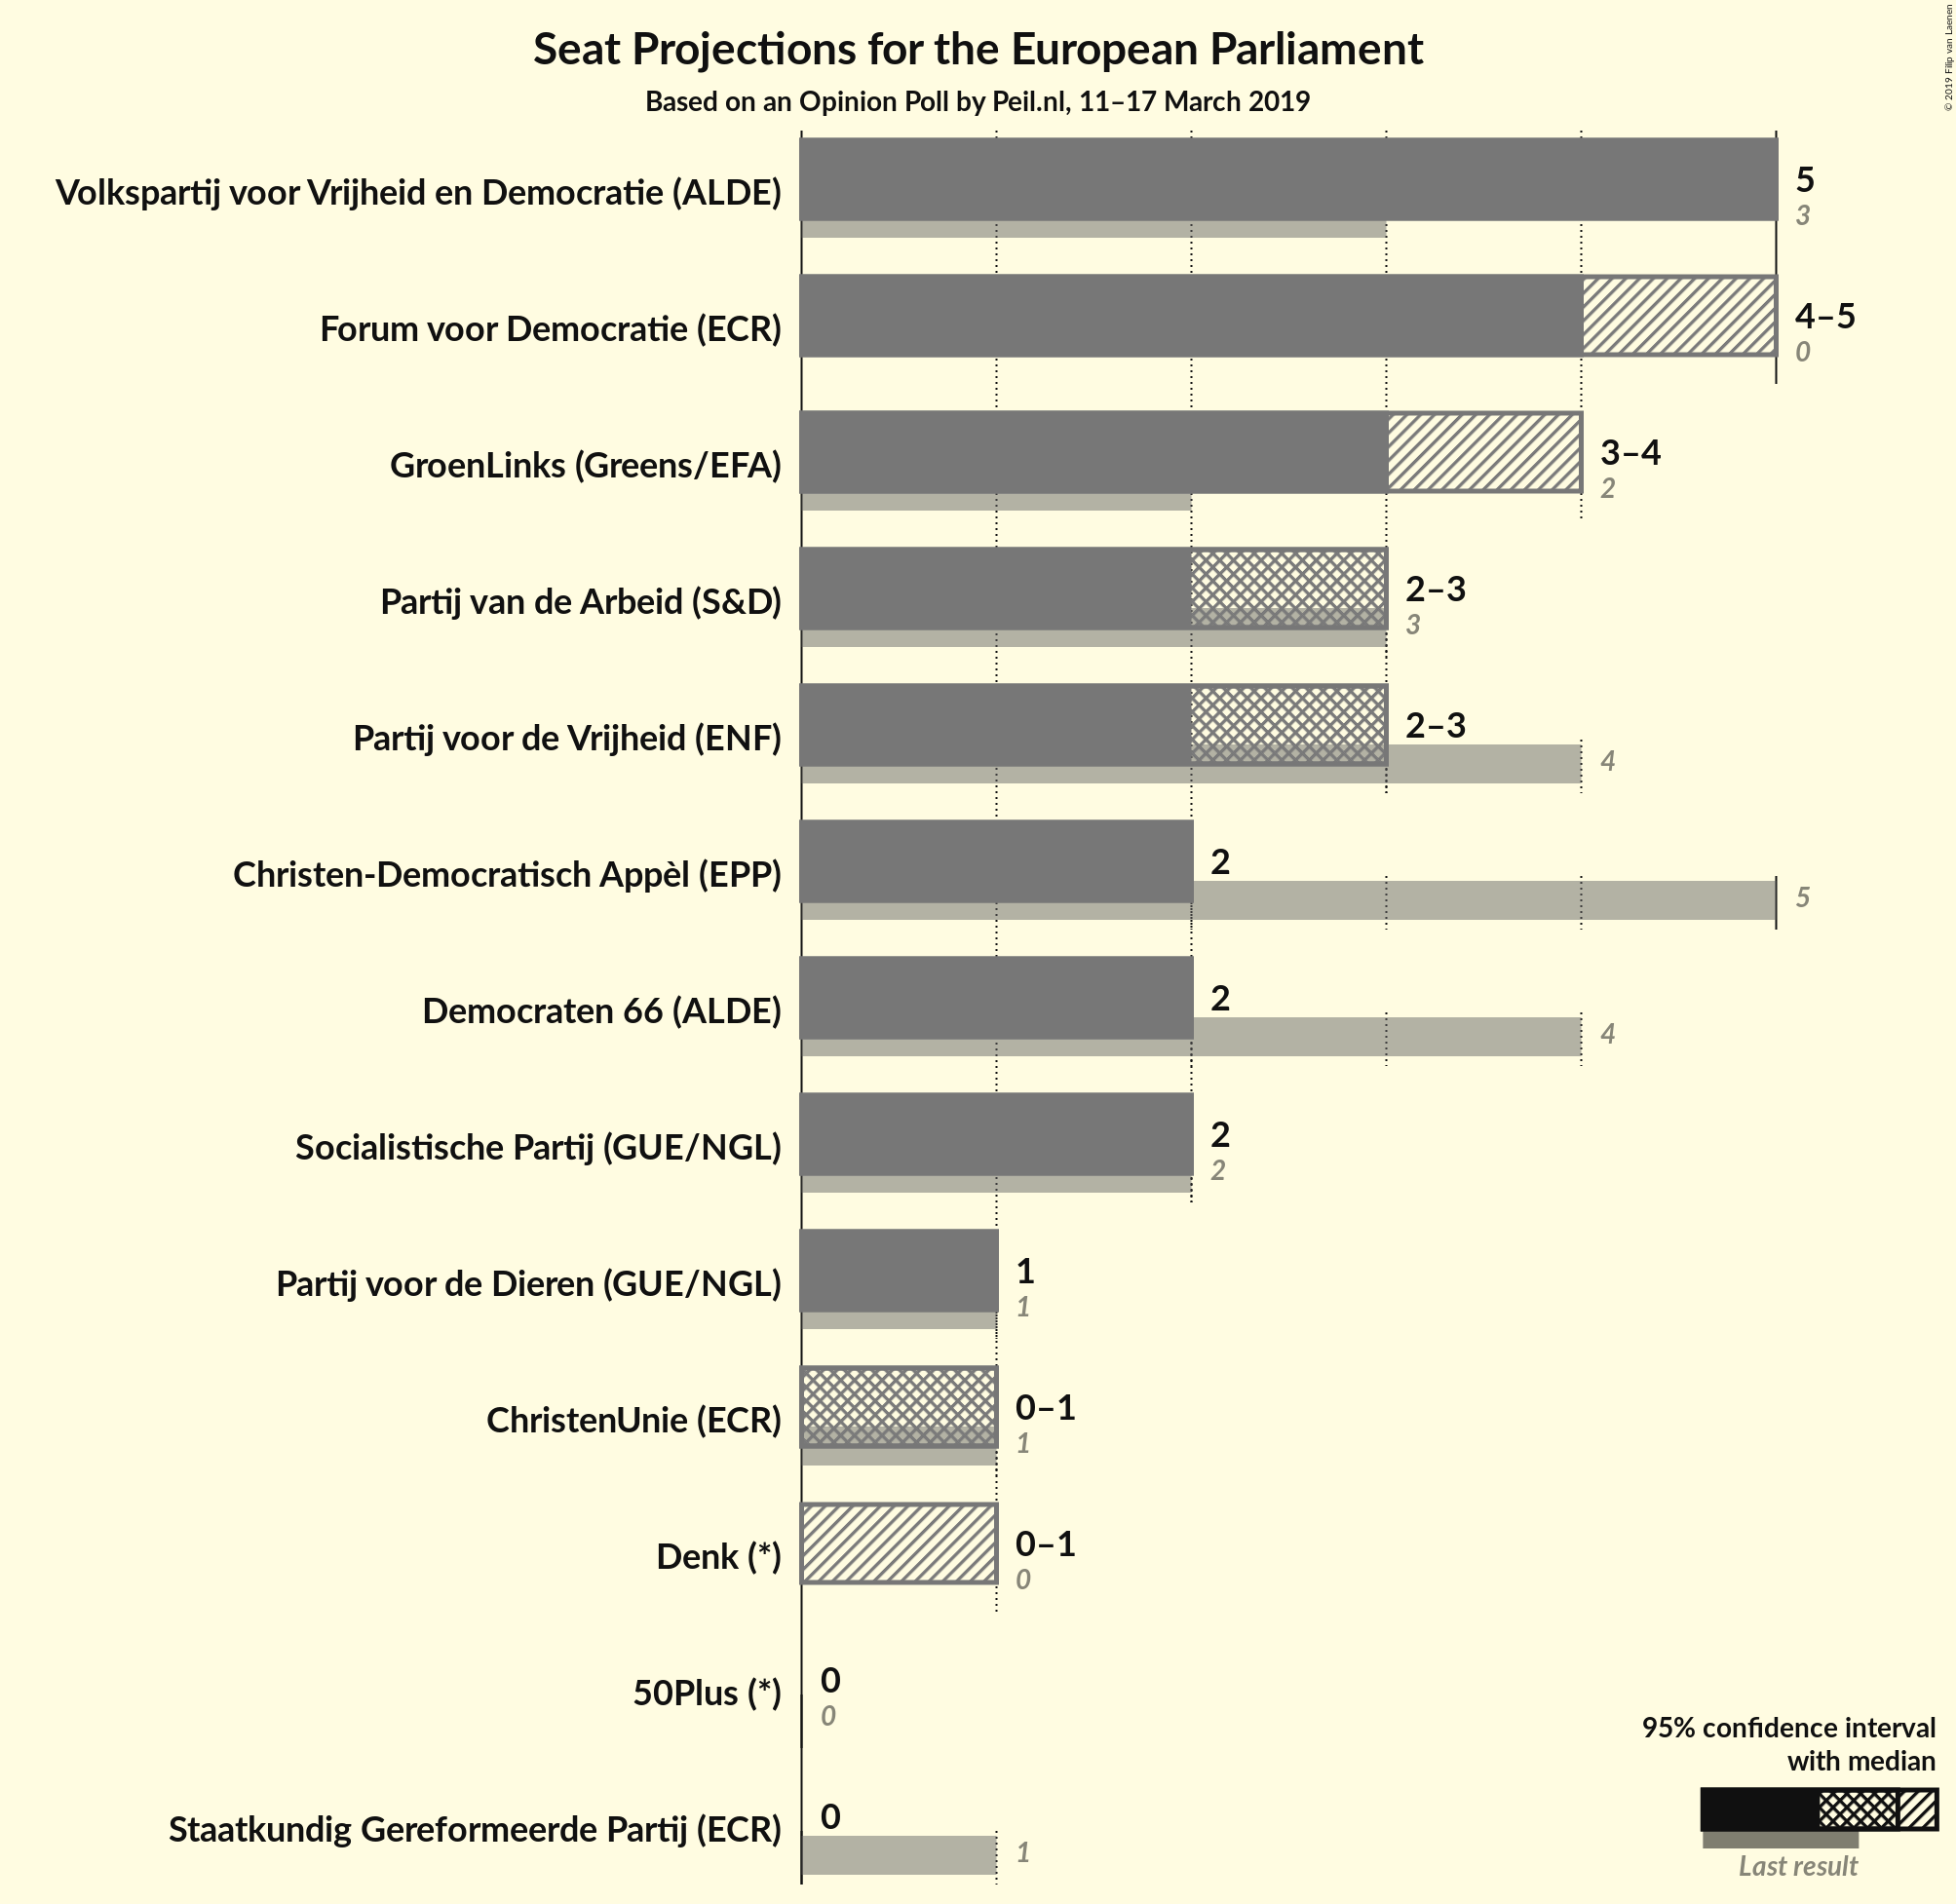 Seat Projections for the European Parliament
Based on an Opinion Poll by Peil.nl, 11–17 March 2019
© 2019 Filip van Laenen
Volkspartij voor Vrijheid en Democratie (ALDE)
5
3
Forum voor Democratie (ECR)
4–5
0
GroenLinks (Greens/EFA)
3–4
2
Partij van de Arbeid (S&D)
2–3
3
Partij voor de Vrijheid (ENF)
2–3
4
Christen-Democratisch Appèl (EPP)
2
5
Democraten 66 (ALDE)
2
4
Socialistische Partij (GUE/NGL)
2
2
Partij voor de Dieren (GUE/NGL)
1
1
ChristenUnie (ECR)
0–1
1
Denk (*)
0–1
0
50Plus (*)
0
0
Staatkundig Gereformeerde Partij (ECR)
0
1
95% confidence interval
with median
Last result